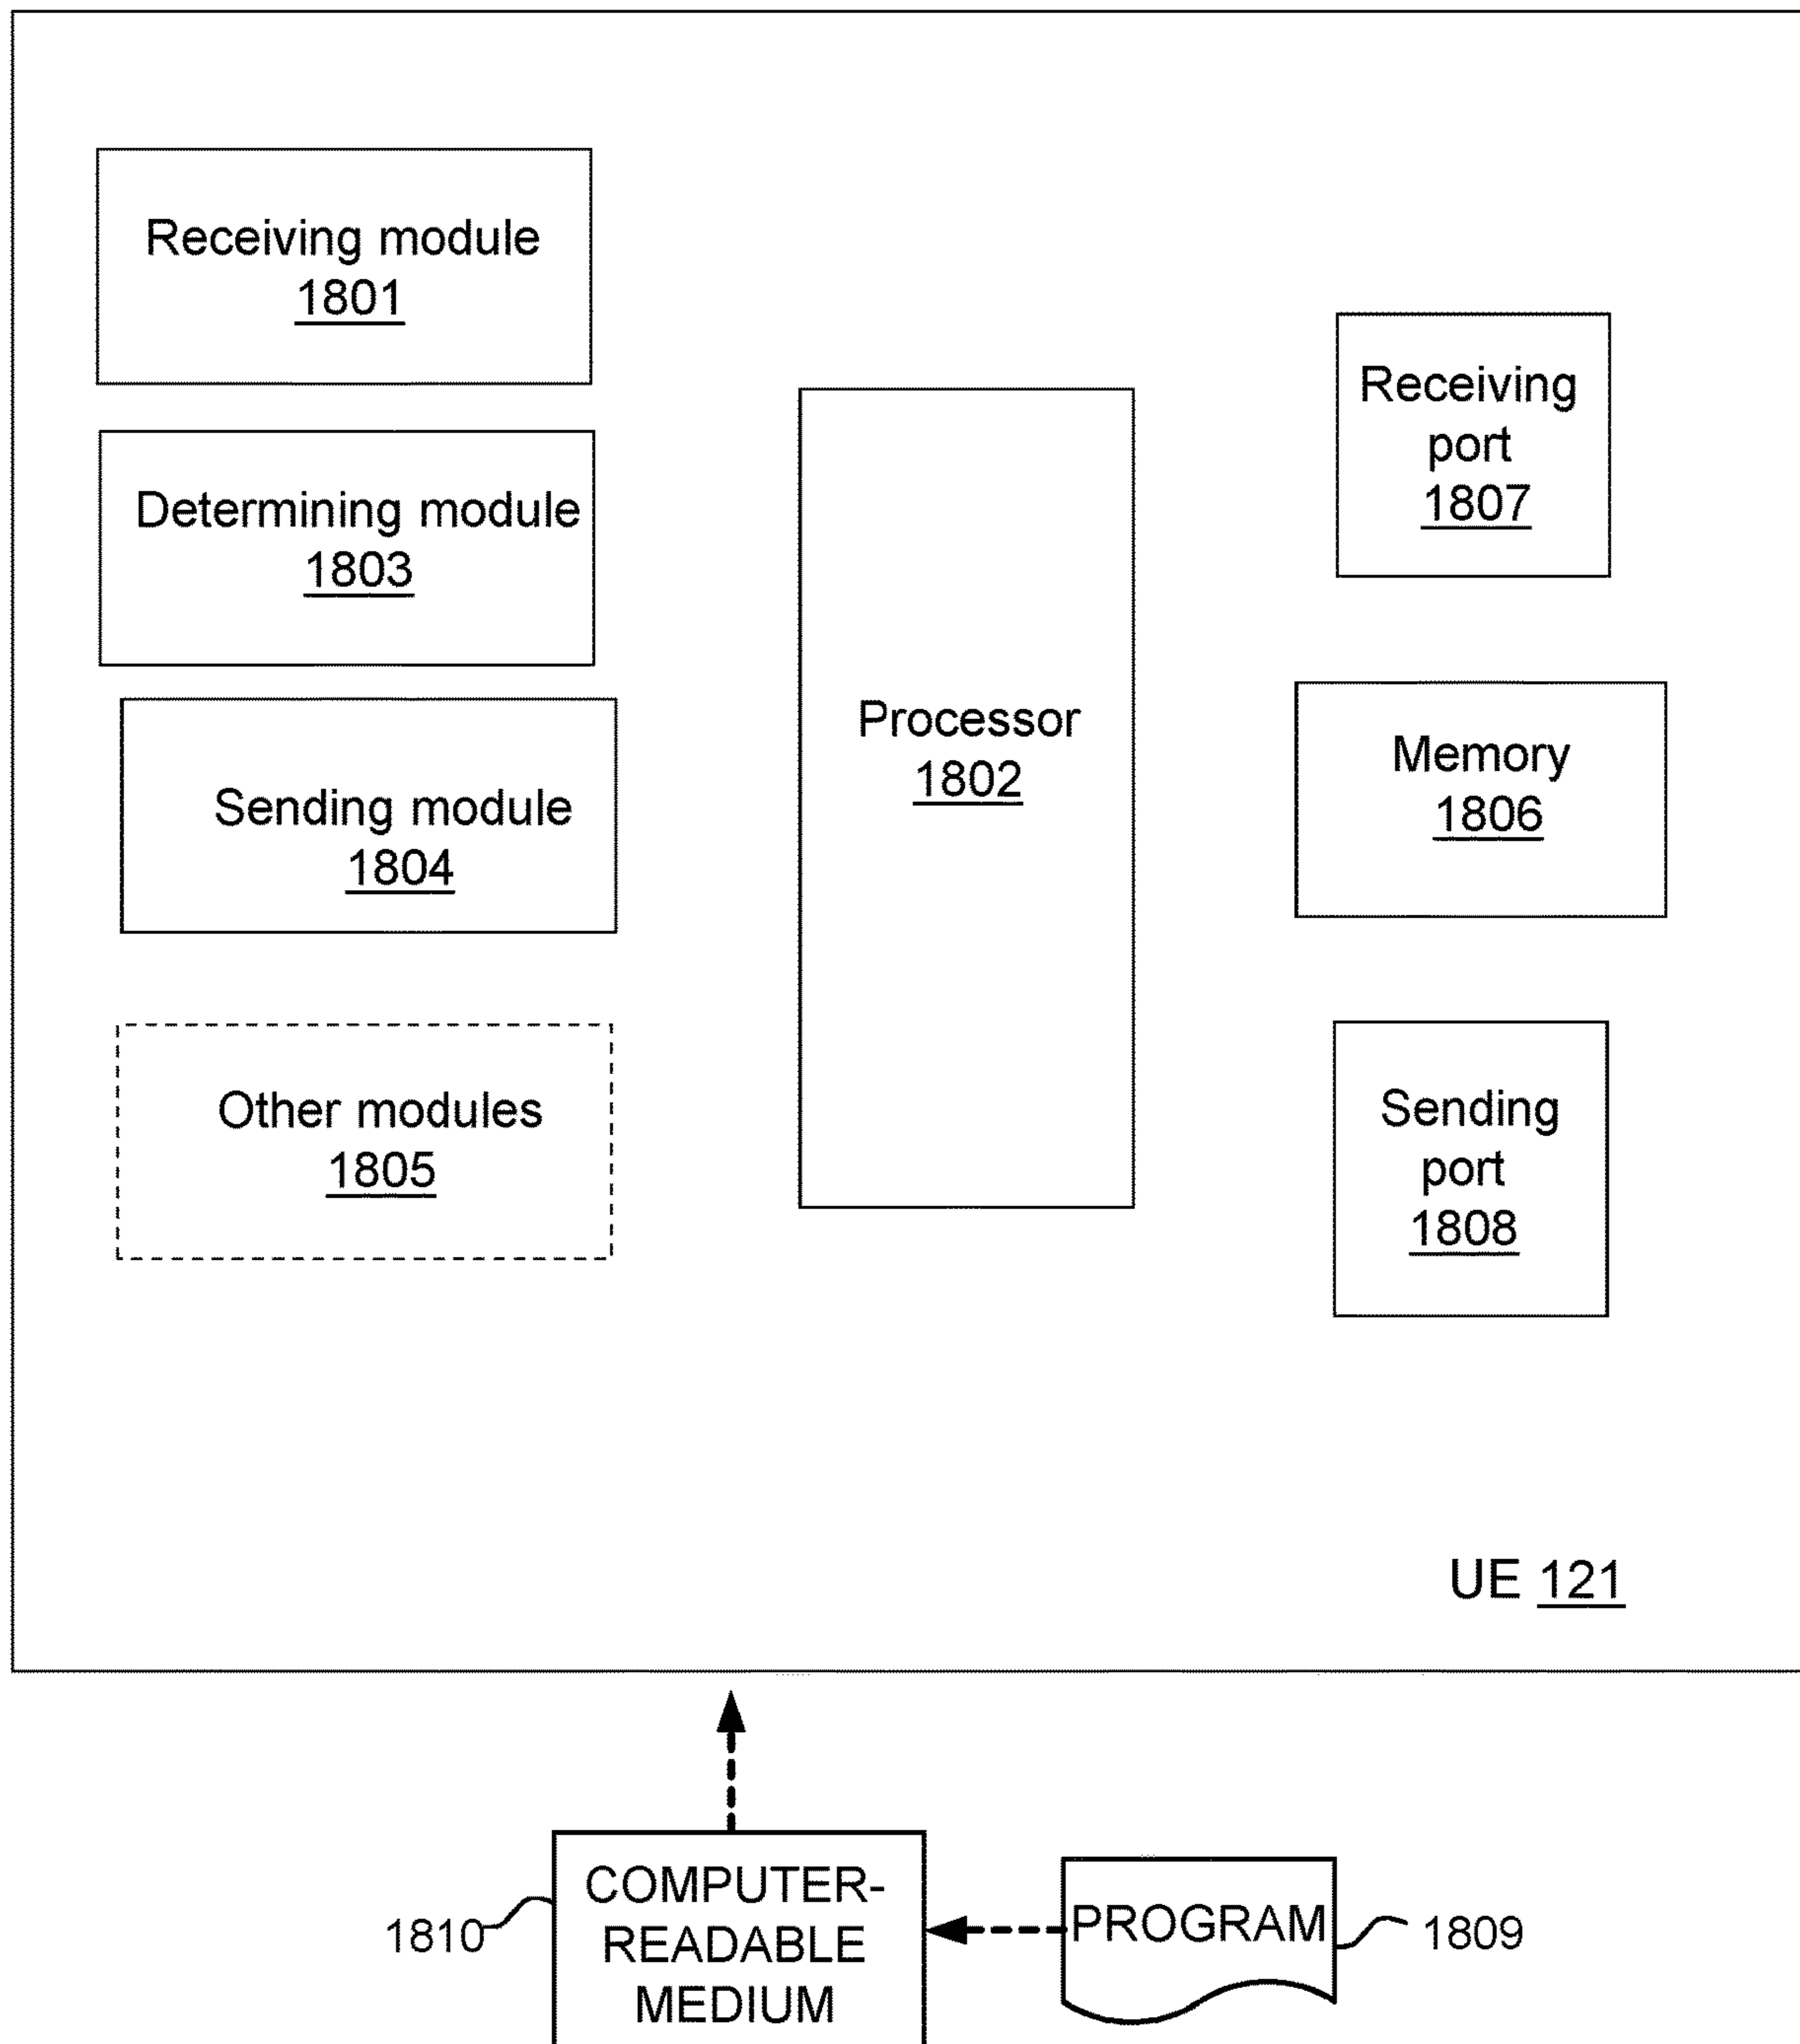 Receiving module
1801
Determining module
1803
Sending module
1804
Other modules
1805
Processor
1802
Receiving
port
1807
Memory
1806
Sending
port
1808
UE 121
COMPUTER-
READABLE
MEDIUM
1810
PROGRAM
1809